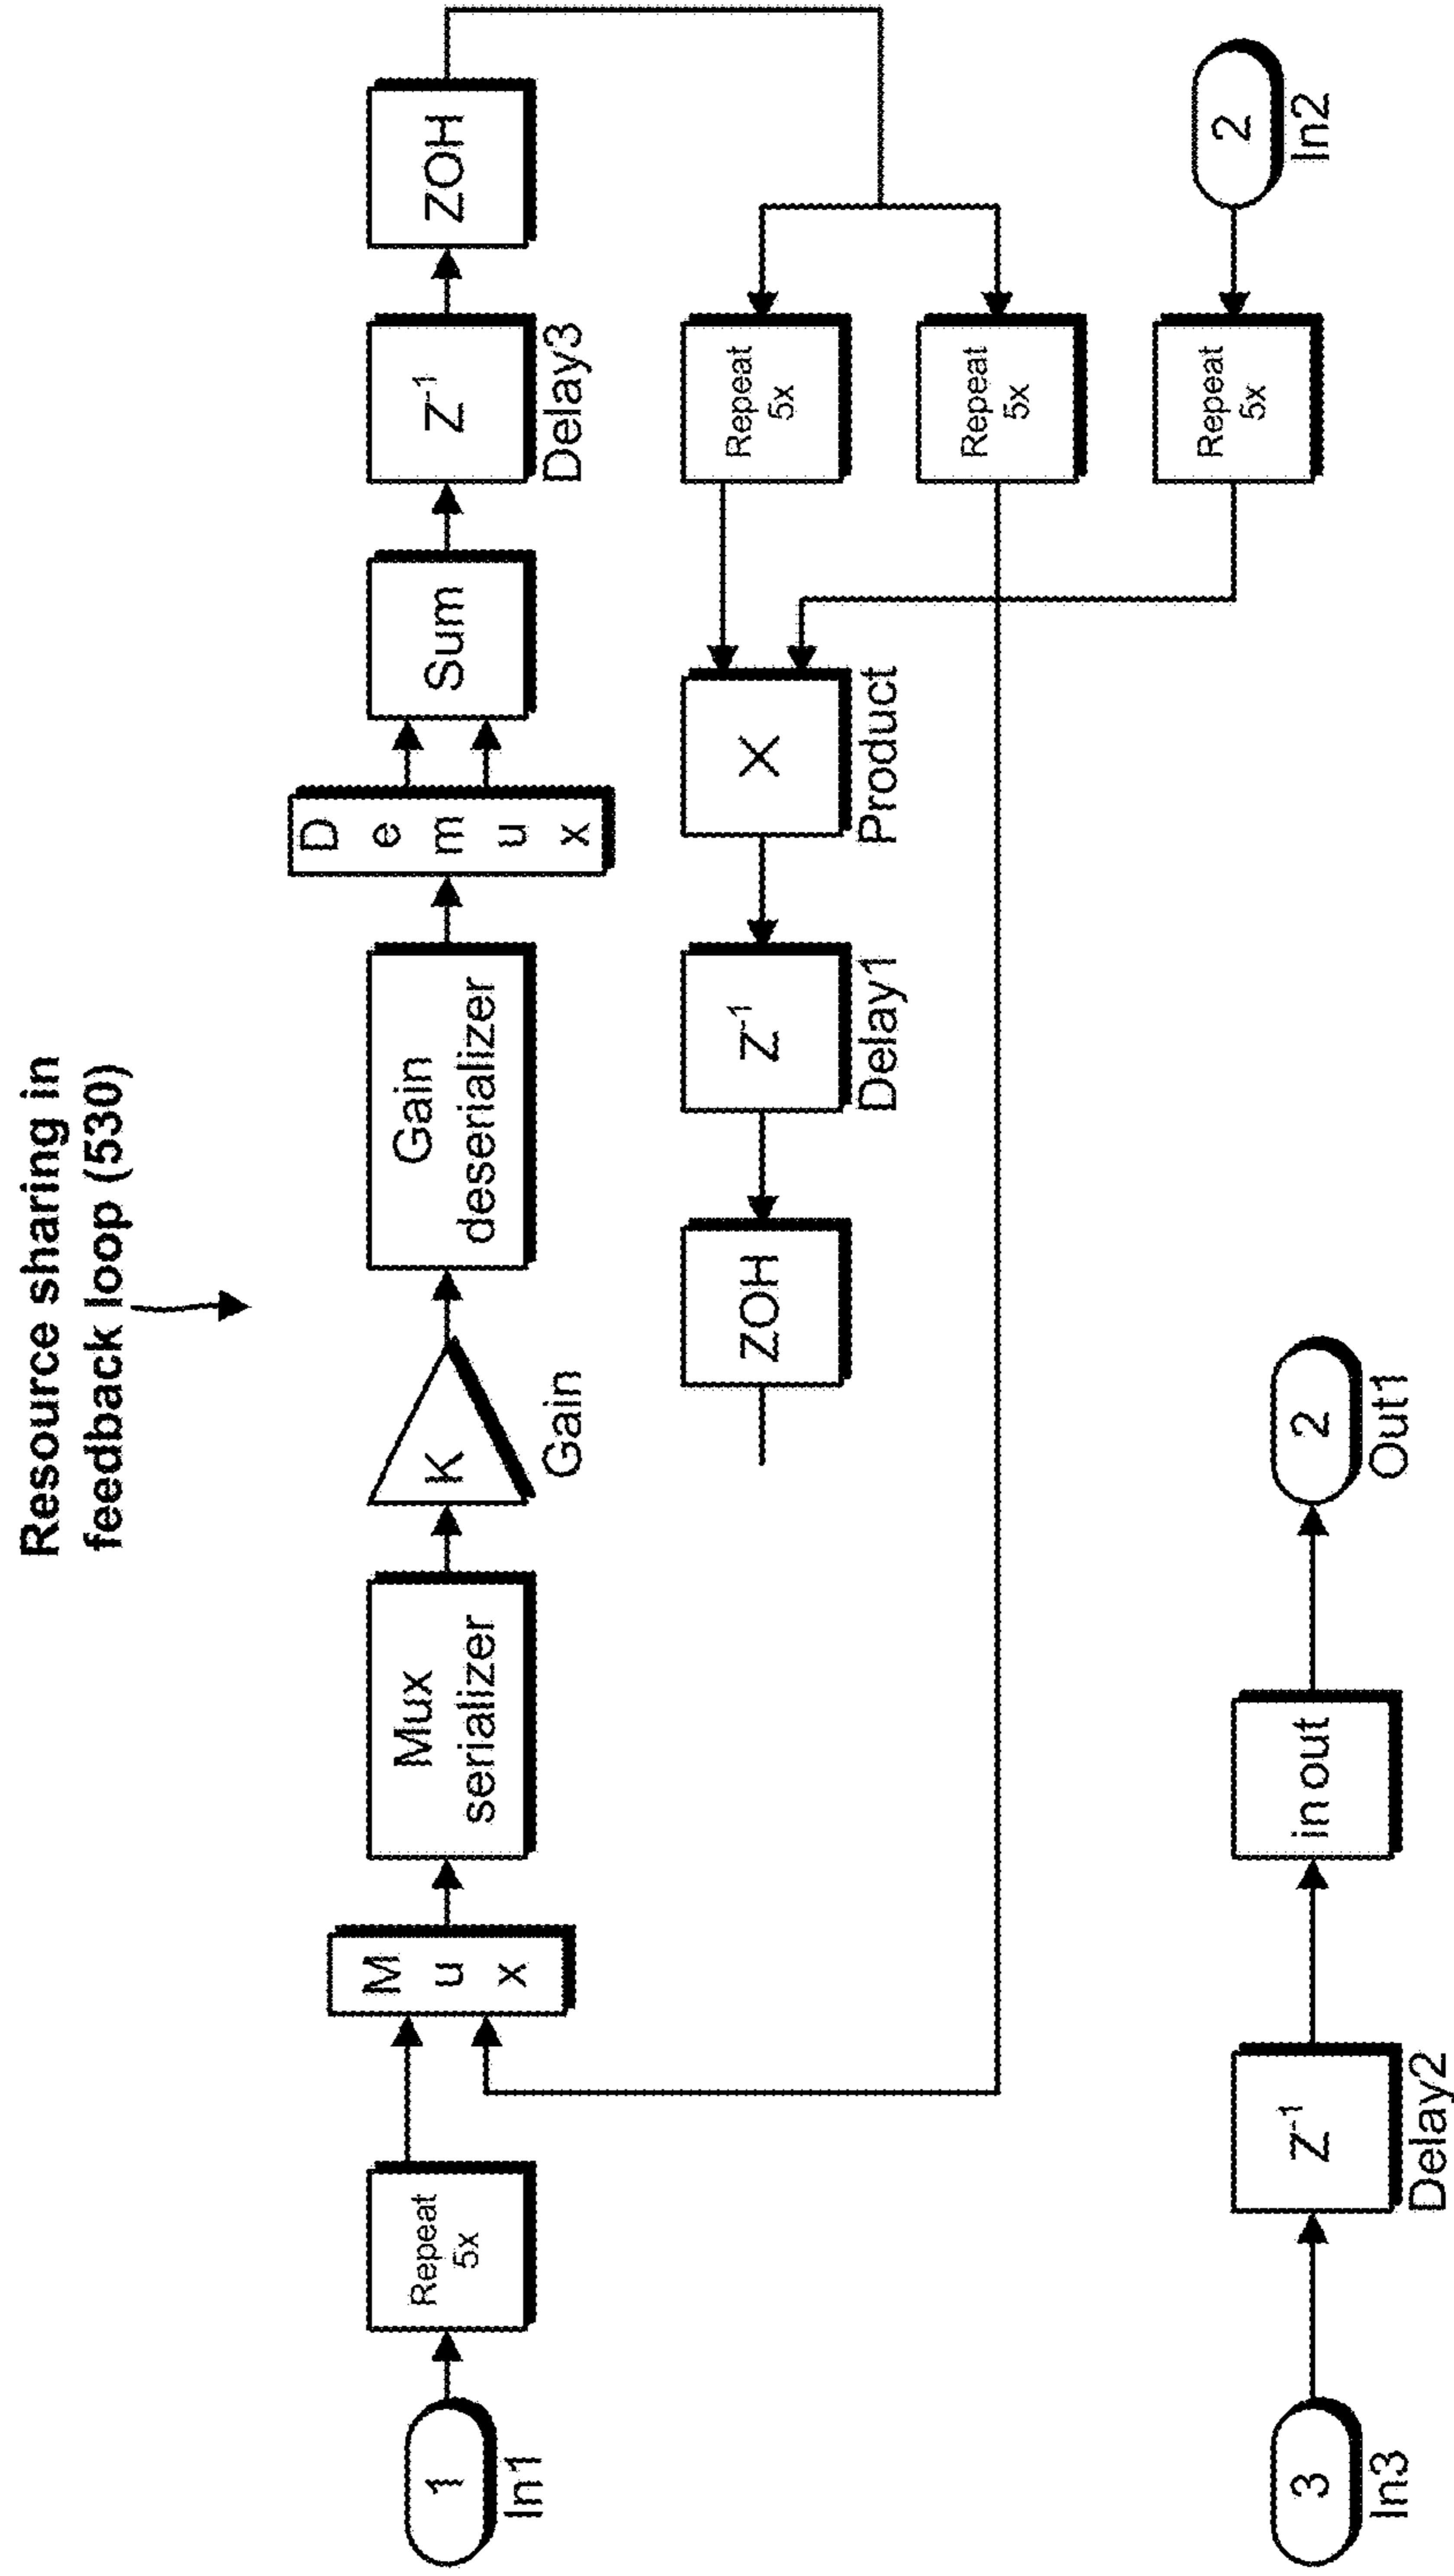 Resource sharing in
feedback loop (530)
1
In1
Repeat
5x
M
u
x
Mux
serializer
K
Gain
Gain
deserializer
D
e
m
u
x
Sum
Z-1
Delay3
ZOH
ZOH
Z-1
Delay1
X
Product
Repeat
5x
Repeat
5x
Repeat
5x
2
In2
3
In3
Z-1
Delay2
in out
2
Out1